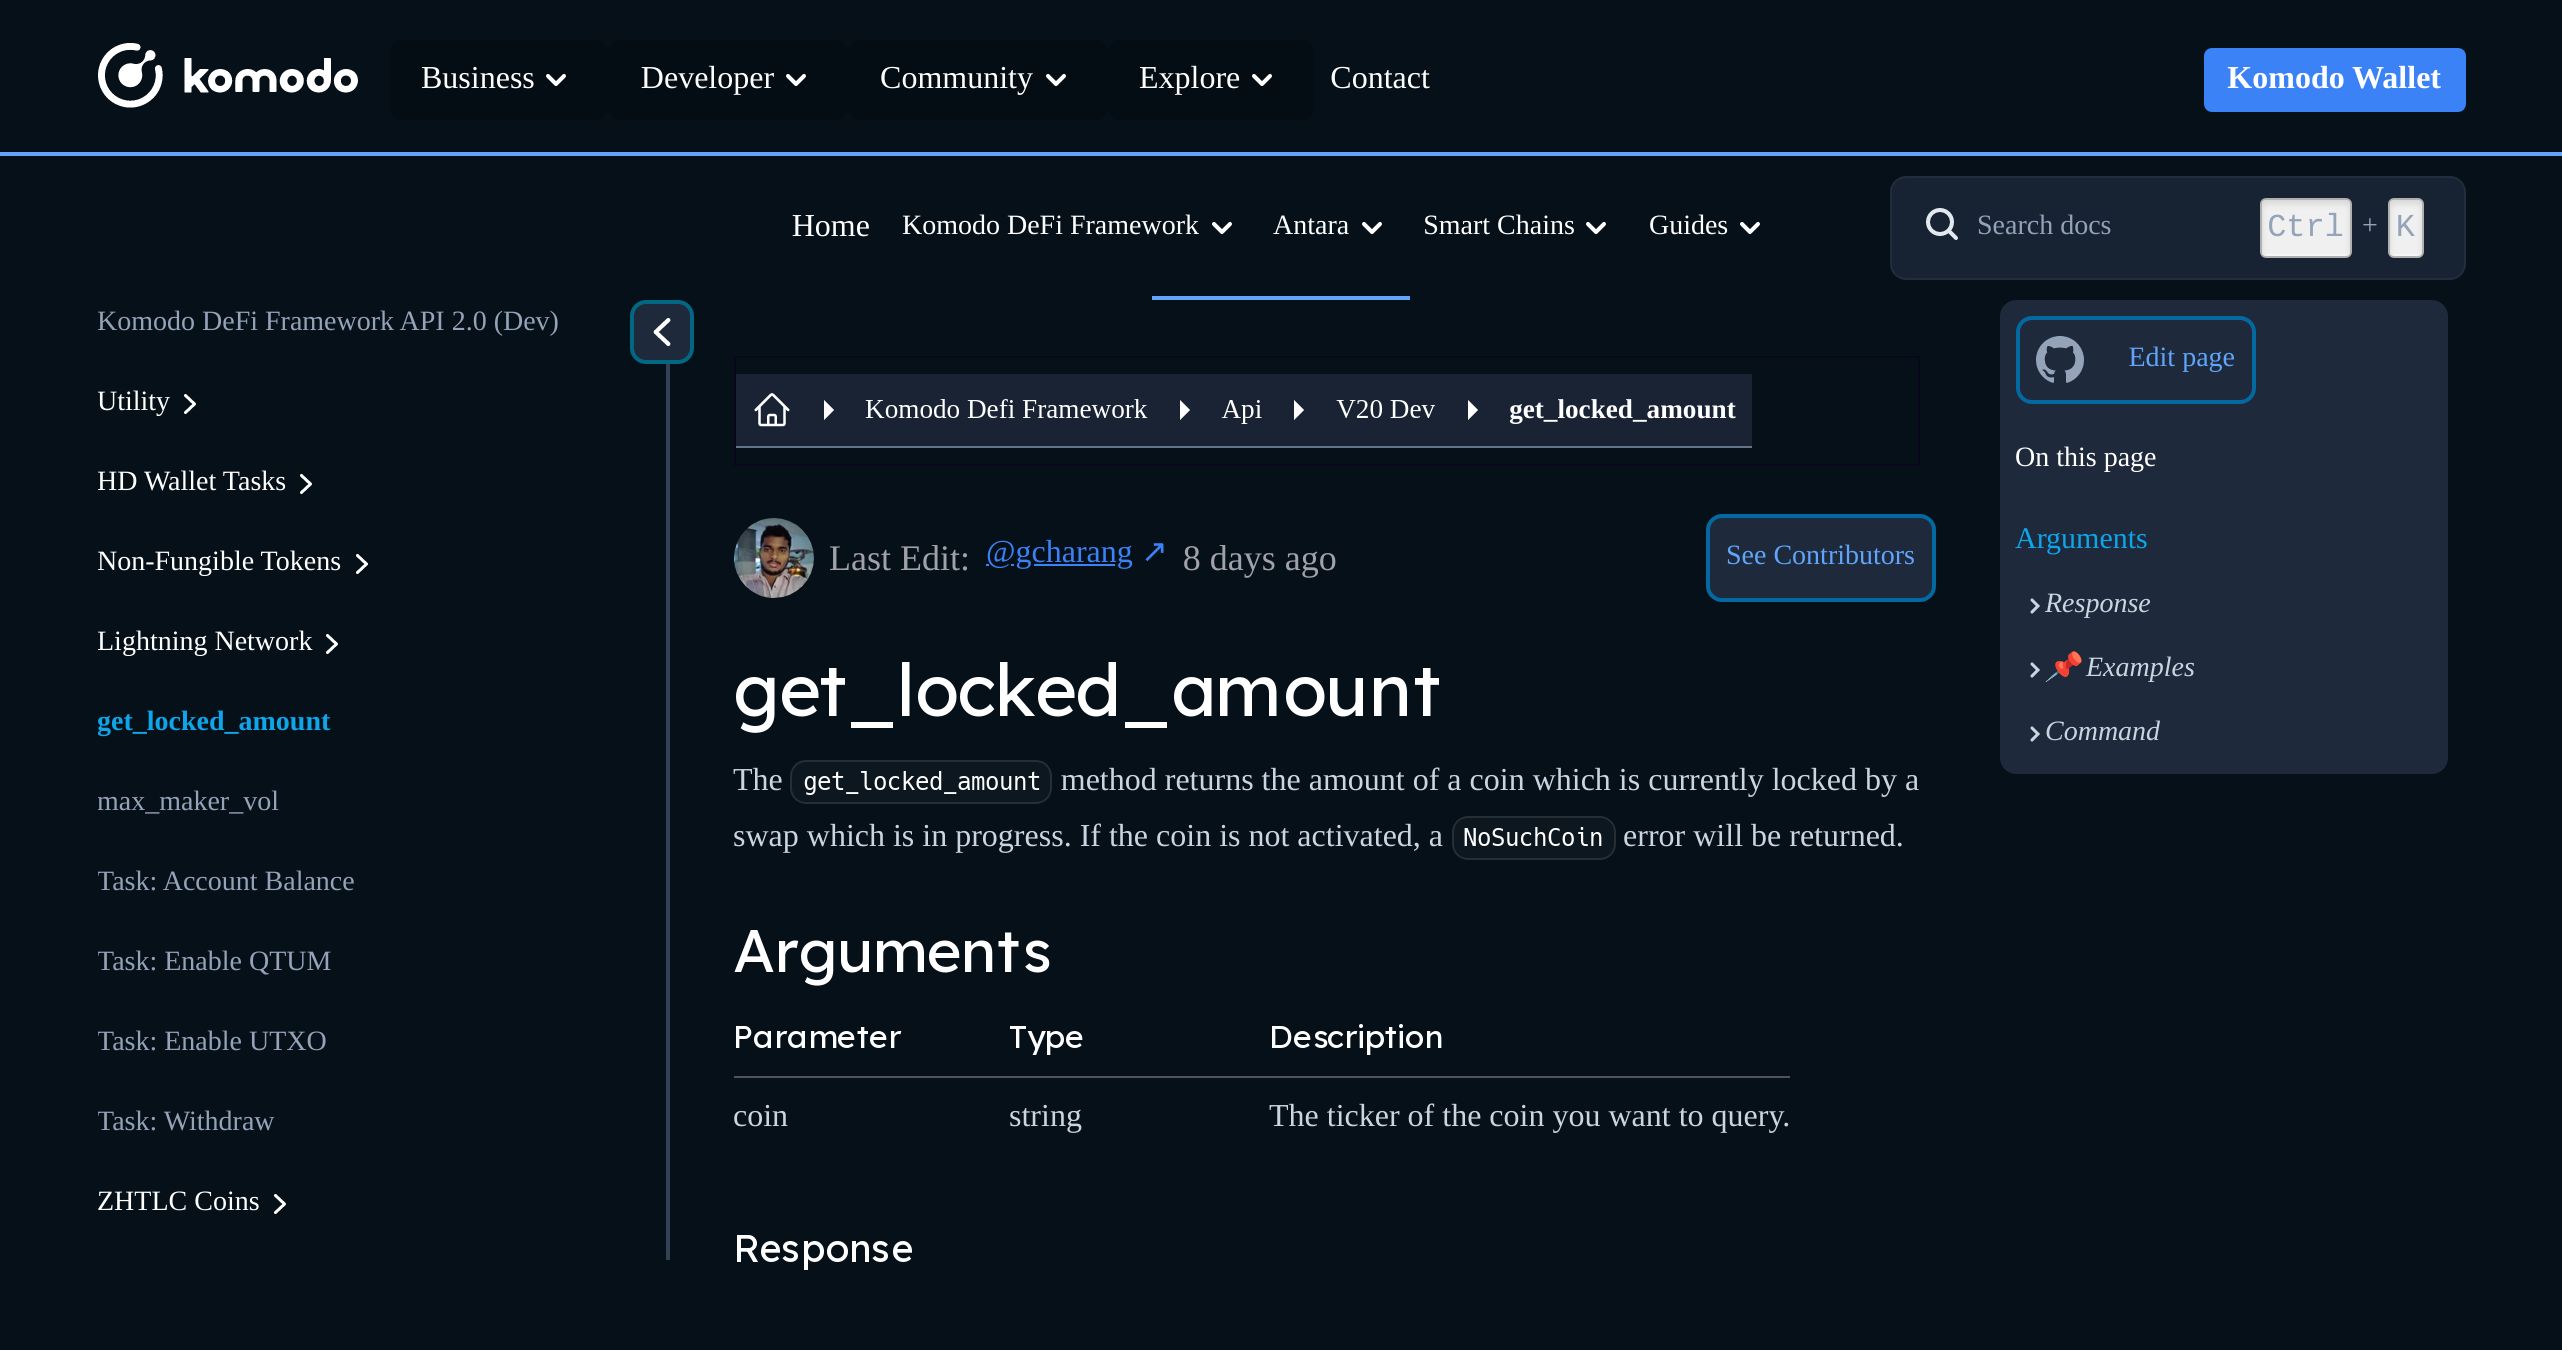 komodo Business Developer Community Explore Contact Komodo Wallet
Home Komodo DeFi Framework Antara Smart Chains Guides Search docs Ctrl + K
Komodo DeFi Framework API 2.0 (Dev)
Utility
HD Wallet Tasks
Non-Fungible Tokens
Lightning Network
get_locked_amount
max_maker_vol
Task: Account Balance
Task: Enable QTUM
Task: Enable UTXO
Task: Withdraw
ZHTLC Coins
Komodo Defi Framework Api V20 Dev get_locked_amount
Last Edit: @gcharang ↗ 8 days ago See Contributors
get_locked_amount
The get_locked_amount method returns the amount of a coin which is currently locked by a
swap which is in progress. If the coin is not activated, a NoSuchCoin error will be returned.
Arguments
Parameter Type Description
coin string The ticker of the coin you want to query.
Response
Edit page
On this page
Arguments
Response
📌 Examples
Command